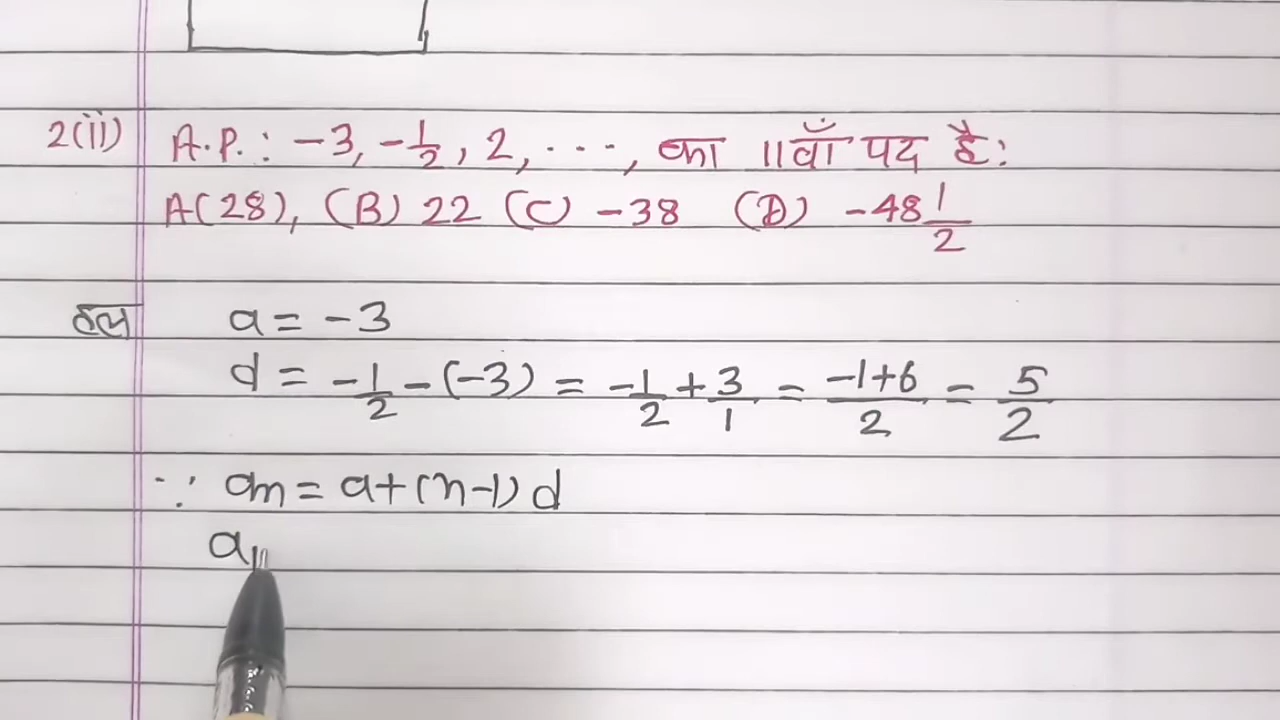 2(ii) A.P.: -3, -1/2, 2, ..., का 11वाँ पद है:
A(28), (B) 22 (C) -38 (D) -48 1/2
हल a = -3
d = -1/2 - (-3) = -1/2 + 3/1 = -1+6/2 = 5/2
∵ an = a+(n-1) d
a11